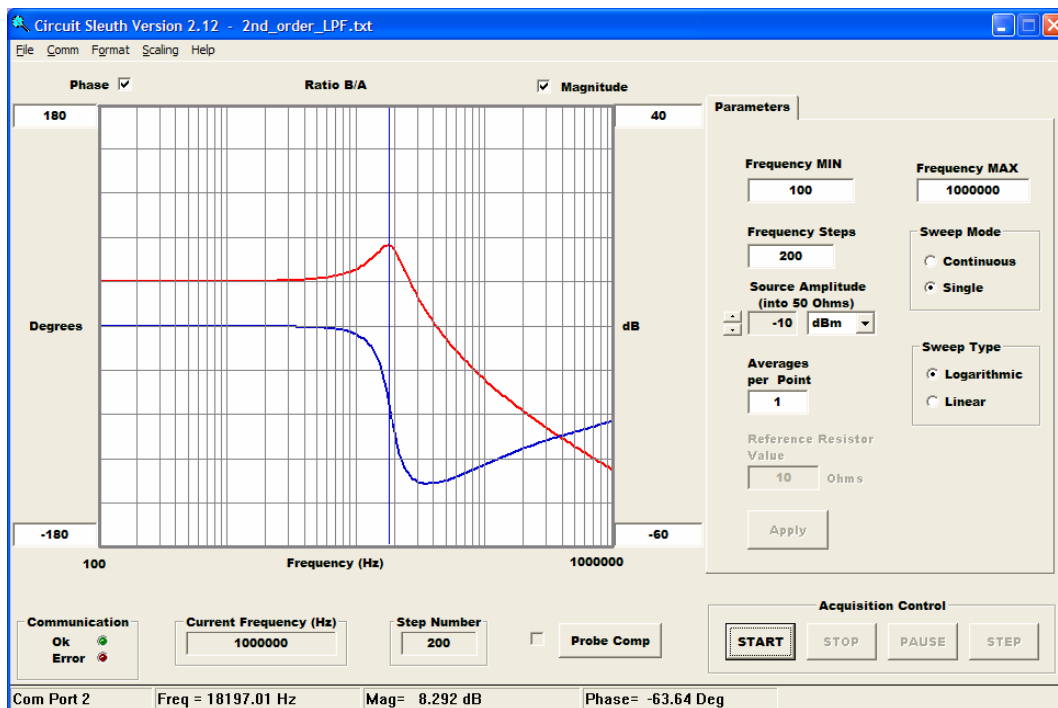 Circuit Sleuth Version 2.12 - 2nd_order_LPF.txt
File Comm Format Scaling Help
Phase Ratio B/A Magnitude
180 40
Degrees dB
-180 -60
100 Frequency (Hz) 1000000
Parameters
Frequency MIN Frequency MAX
100 1000000
Frequency Steps Sweep Mode
200 Continuous
Source Amplitude Single
(into 50 Ohms)
-10 dBm
Sweep Type
Averages Logarithmic
per Point Linear
1
Reference Resistor
Value
10 Ohms
Apply
Communication Current Frequency (Hz) Step Number Acquisition Control
Ok 1000000 200 Probe Comp START STOP PAUSE STEP
Error
Com Port 2 Freq = 18197.01 Hz Mag= 8.292 dB Phase= -63.64 Deg